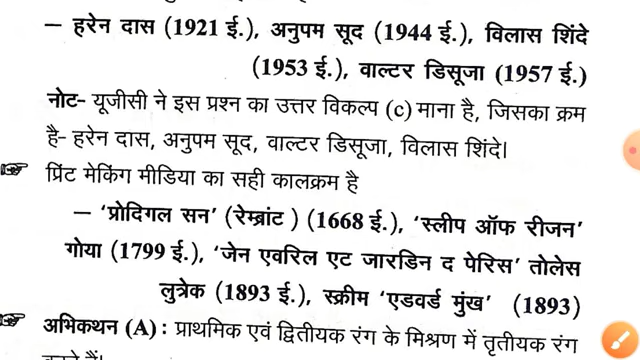 – हरेन दास (1921 ई.), अनुपम सूद (1944 ई.), विलास शिंदे
(1953 ई.), वाल्टर डिसूजा (1957 ई.)
नोट- यूजीसी ने इस प्रश्न का उत्तर विकल्प (c) माना है, जिसका क्रम
है- हरेन दास, अनुपम सूद, वाल्टर डिसूजा, विलास शिंदे।
☞ प्रिंट मेकिंग मीडिया का सही कालक्रम है
– 'प्रोदिगल सन' (रेम्ब्रांट) (1668 ई.), 'स्लीप ऑफ रीजन'
गोया (1799 ई.), 'जेन एवरिल एट जारडिन द पेरिस' तोलेस
लुत्रेक (1893 ई.), स्क्रीम 'एडवर्ड मुंख' (1893)
☞ अभिकथन (A) : प्राथमिक एवं द्वितीयक रंग के मिश्रण में तृतीयक रंग